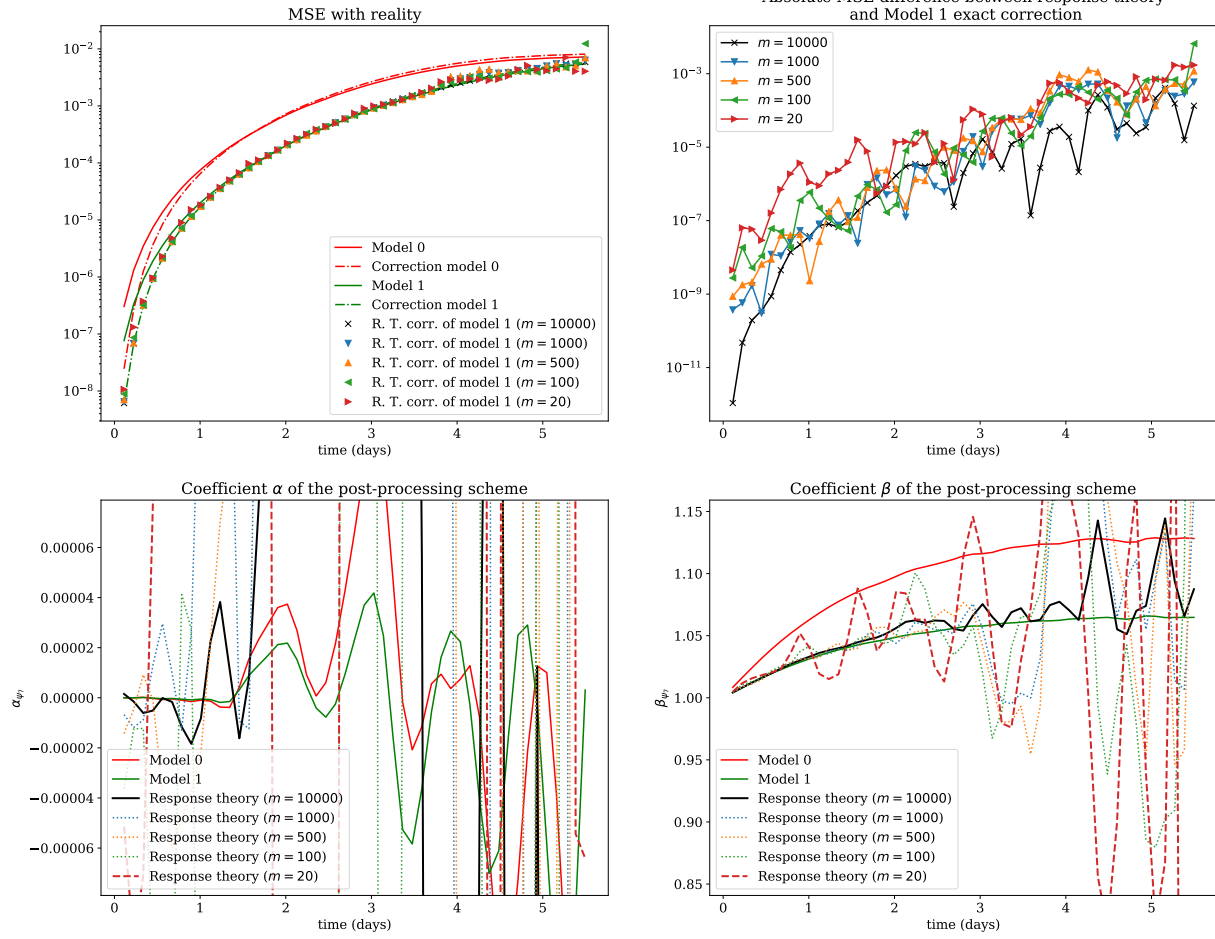 MSE with reality
10⁻²
10⁻³
10⁻⁴
10⁻⁵
10⁻⁶
10⁻⁷
10⁻⁸
Model 0
Correction model 0
Model 1
Correction model 1
R. T. corr. of model 1 (m = 10000)
R. T. corr. of model 1 (m = 1000)
R. T. corr. of model 1 (m = 500)
R. T. corr. of model 1 (m = 100)
R. T. corr. of model 1 (m = 20)
0 1 2 3 4 5
time (days)
Absolute MSE difference between response theory
and Model 1 exact correction
m = 10000
m = 1000
m = 500
m = 100
m = 20
10⁻³
10⁻⁵
10⁻⁷
10⁻⁹
10⁻¹¹
0 1 2 3 4 5
time (days)
Coefficient α of the post-processing scheme
0.00006
0.00004
0.00002
0.00000
−0.00002
−0.00004
−0.00006
Model 0
Model 1
Response theory (m = 10000)
Response theory (m = 1000)
Response theory (m = 500)
Response theory (m = 100)
Response theory (m = 20)
0 1 2 3 4 5
time (days)
Coefficient β of the post-processing scheme
1.15
1.10
1.05
1.00
0.95
0.90
0.85
Model 0
Model 1
Response theory (m = 10000)
Response theory (m = 1000)
Response theory (m = 500)
Response theory (m = 100)
Response theory (m = 20)
0 1 2 3 4 5
time (days)